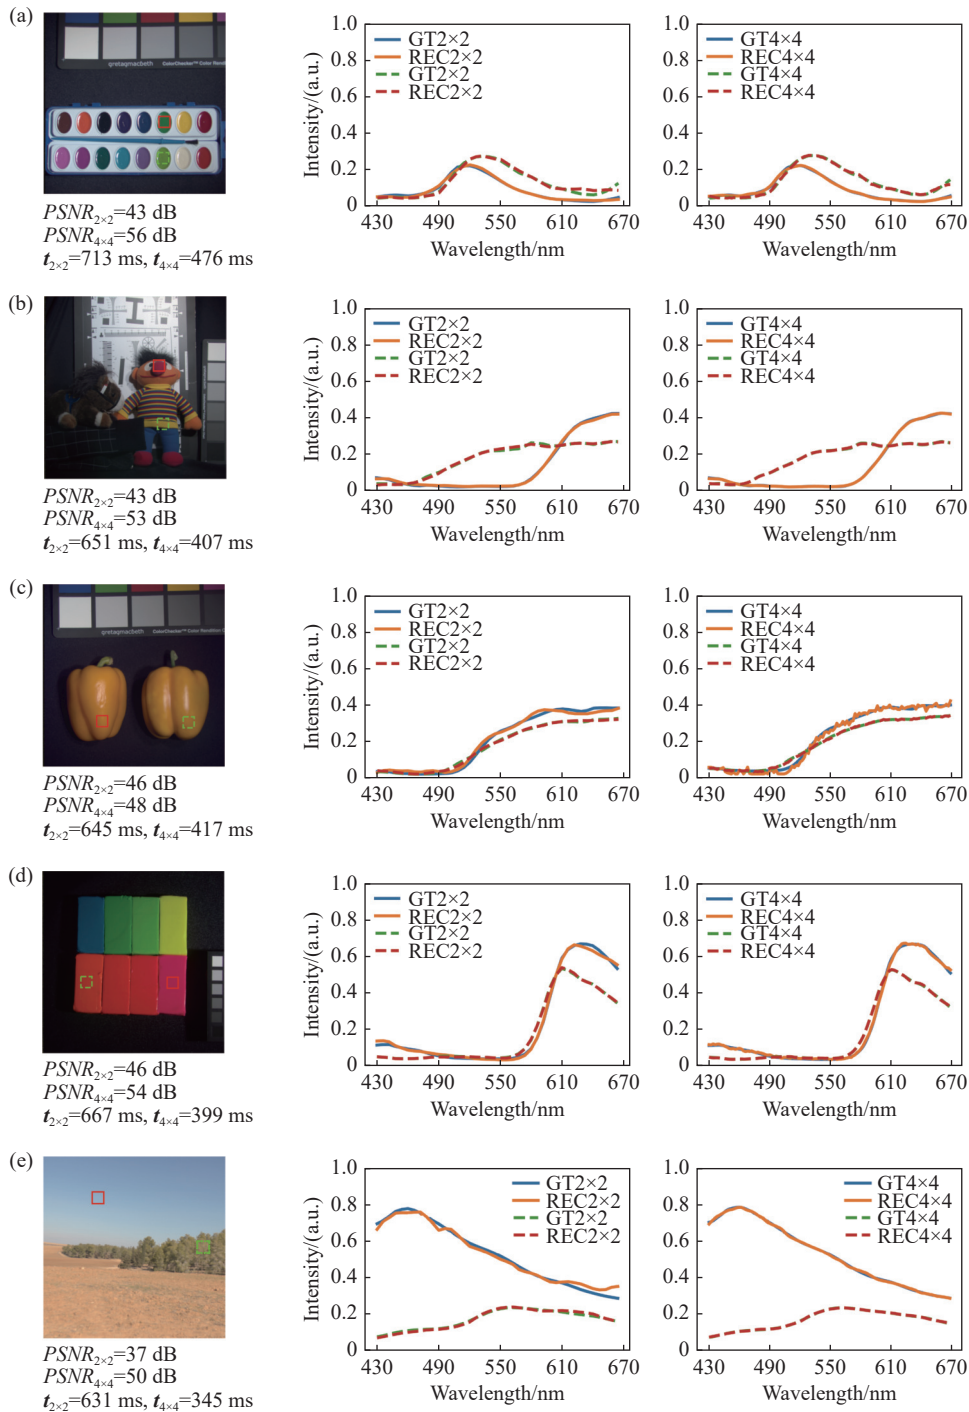 (a)
gretagmacbeth
PSNR2×2=43 dB
PSNR4×4=56 dB
t2×2=713 ms, t4×4=476 ms
Intensity/(a.u.)
1.0
0.8
0.6
0.4
0.2
0
GT2×2
REC2×2
GT2×2
REC2×2
430 490 550 610 670
Wavelength/nm
1.0
0.8
0.6
0.4
0.2
0
GT4×4
REC4×4
GT4×4
REC4×4
430 490 550 610 670
Wavelength/nm
(b)
PSNR2×2=43 dB
PSNR4×4=53 dB
t2×2=651 ms, t4×4=407 ms
Intensity/(a.u.)
1.0
0.8
0.6
0.4
0.2
0
GT2×2
REC2×2
GT2×2
REC2×2
430 490 550 610 670
Wavelength/nm
1.0
0.8
0.6
0.4
0.2
0
GT4×4
REC4×4
GT4×4
REC4×4
430 490 550 610 670
Wavelength/nm
(c)
gretagmacbeth
PSNR2×2=46 dB
PSNR4×4=48 dB
t2×2=645 ms, t4×4=417 ms
Intensity/(a.u.)
1.0
0.8
0.6
0.4
0.2
0
GT2×2
REC2×2
GT2×2
REC2×2
430 490 550 610 670
Wavelength/nm
1.0
0.8
0.6
0.4
0.2
0
GT4×4
REC4×4
GT4×4
REC4×4
430 490 550 610 670
Wavelength/nm
(d)
PSNR2×2=46 dB
PSNR4×4=54 dB
t2×2=667 ms, t4×4=399 ms
Intensity/(a.u.)
1.0
0.8
0.6
0.4
0.2
0
GT2×2
REC2×2
GT2×2
REC2×2
430 490 550 610 670
Wavelength/nm
1.0
0.8
0.6
0.4
0.2
0
GT4×4
REC4×4
GT4×4
REC4×4
430 490 550 610 670
Wavelength/nm
(e)
PSNR2×2=37 dB
PSNR4×4=50 dB
t2×2=631 ms, t4×4=345 ms
Intensity/(a.u.)
1.0
0.8
0.6
0.4
0.2
0
GT2×2
REC2×2
GT2×2
REC2×2
430 490 550 610 670
Wavelength/nm
1.0
0.8
0.6
0.4
0.2
0
GT4×4
REC4×4
GT4×4
REC4×4
430 490 550 610 670
Wavelength/nm